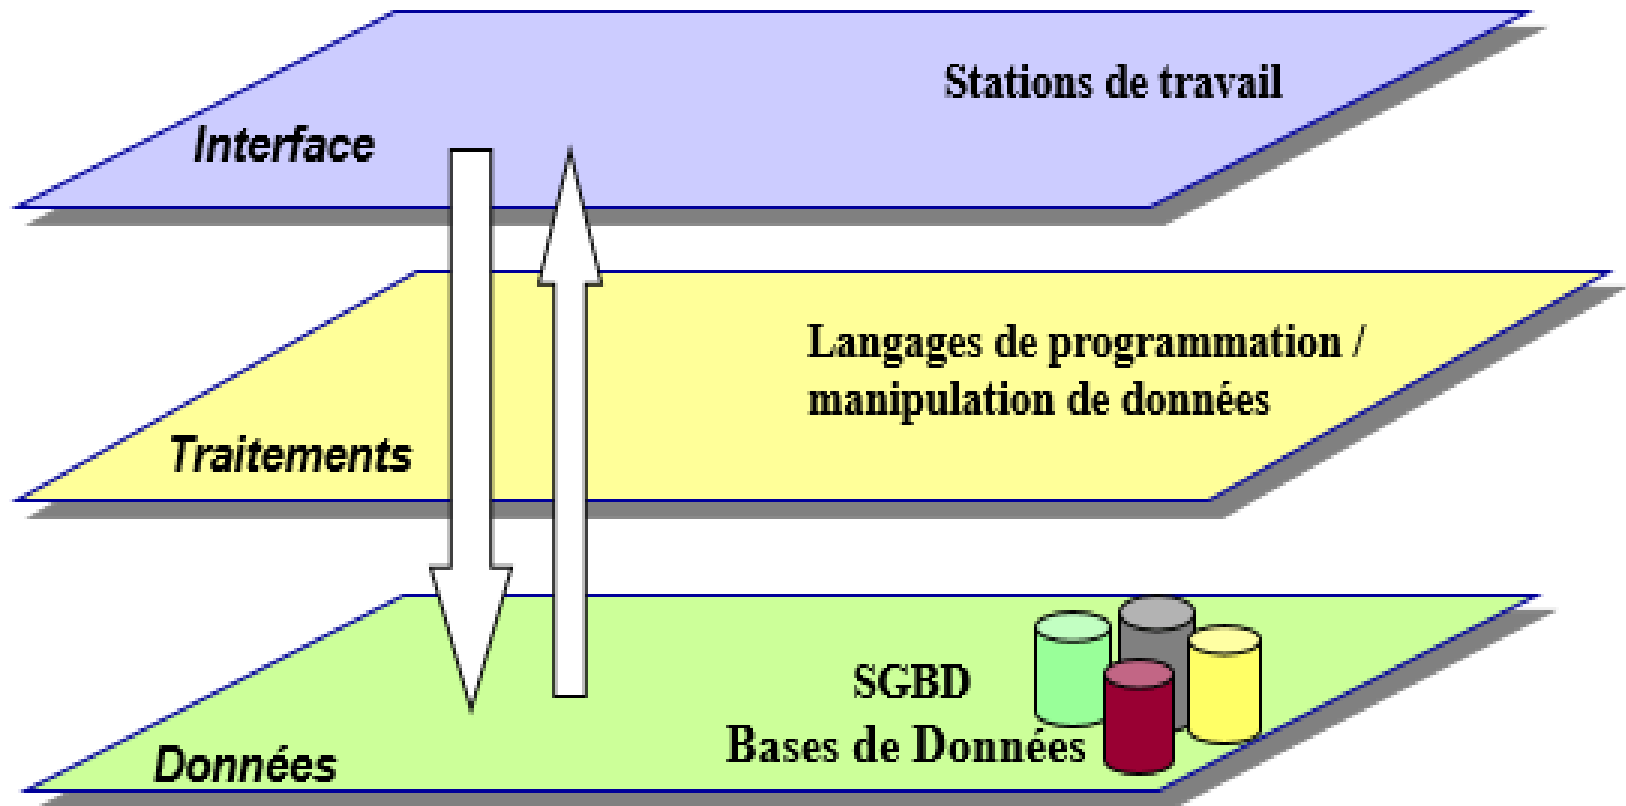 Stations de travail
Interface
Langages de programmation /
manipulation de données
Traitements
SGBD
Bases de Données
Données